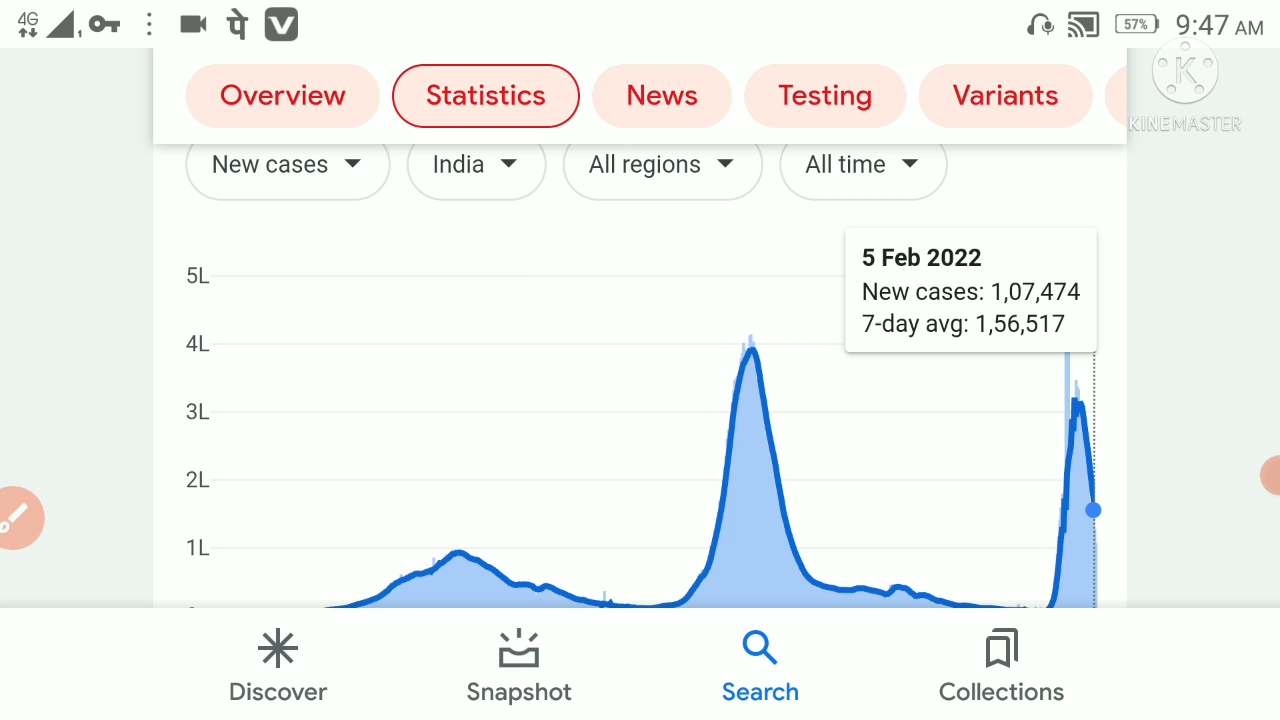 4G 1 पे V 57% 9:47 AM
Overview Statistics News Testing Variants
K
KINEMASTER
New cases India All regions All time
5 Feb 2022
New cases: 1,07,474
7-day avg: 1,56,517
5L
4L
3L
2L
1L
Discover Snapshot Search Collections